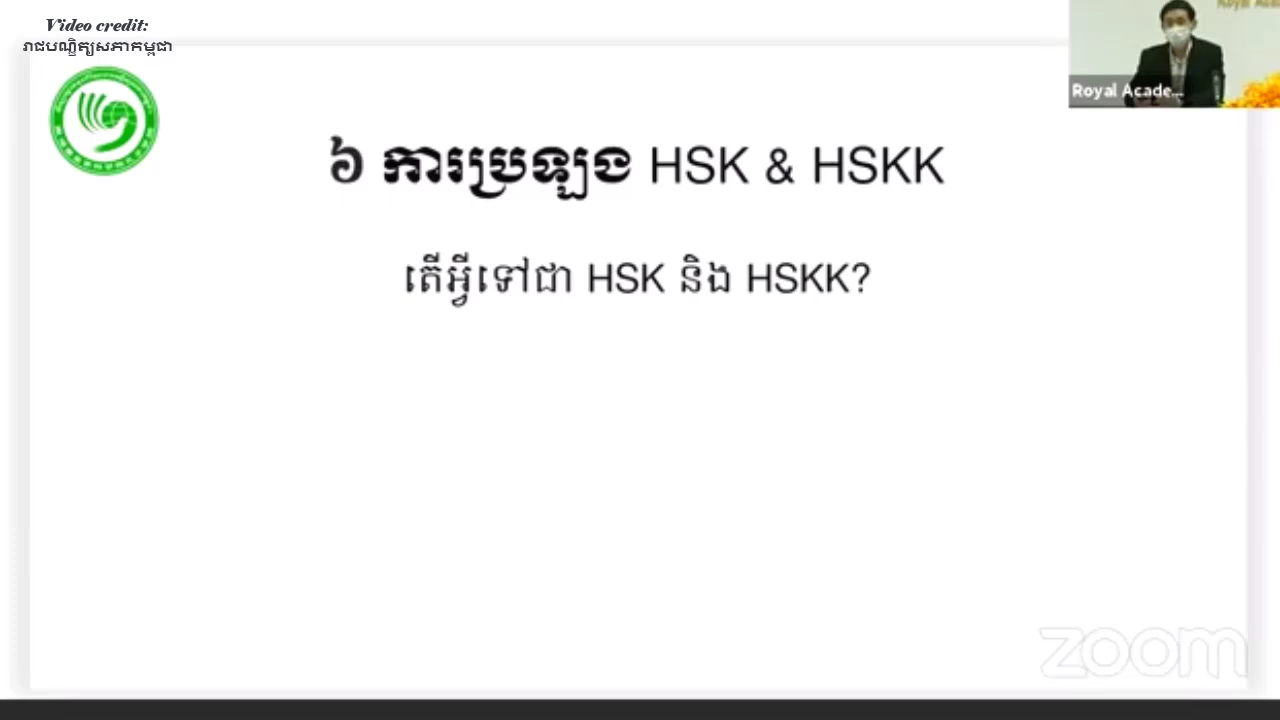 Video credit:
រាជបណ្ឌិត្យសភាកម្ពុជា
Royal Acade...
៦ ការប្រឡង HSK & HSKK
តើអ្វីទៅជា HSK និង HSKK?
zoom